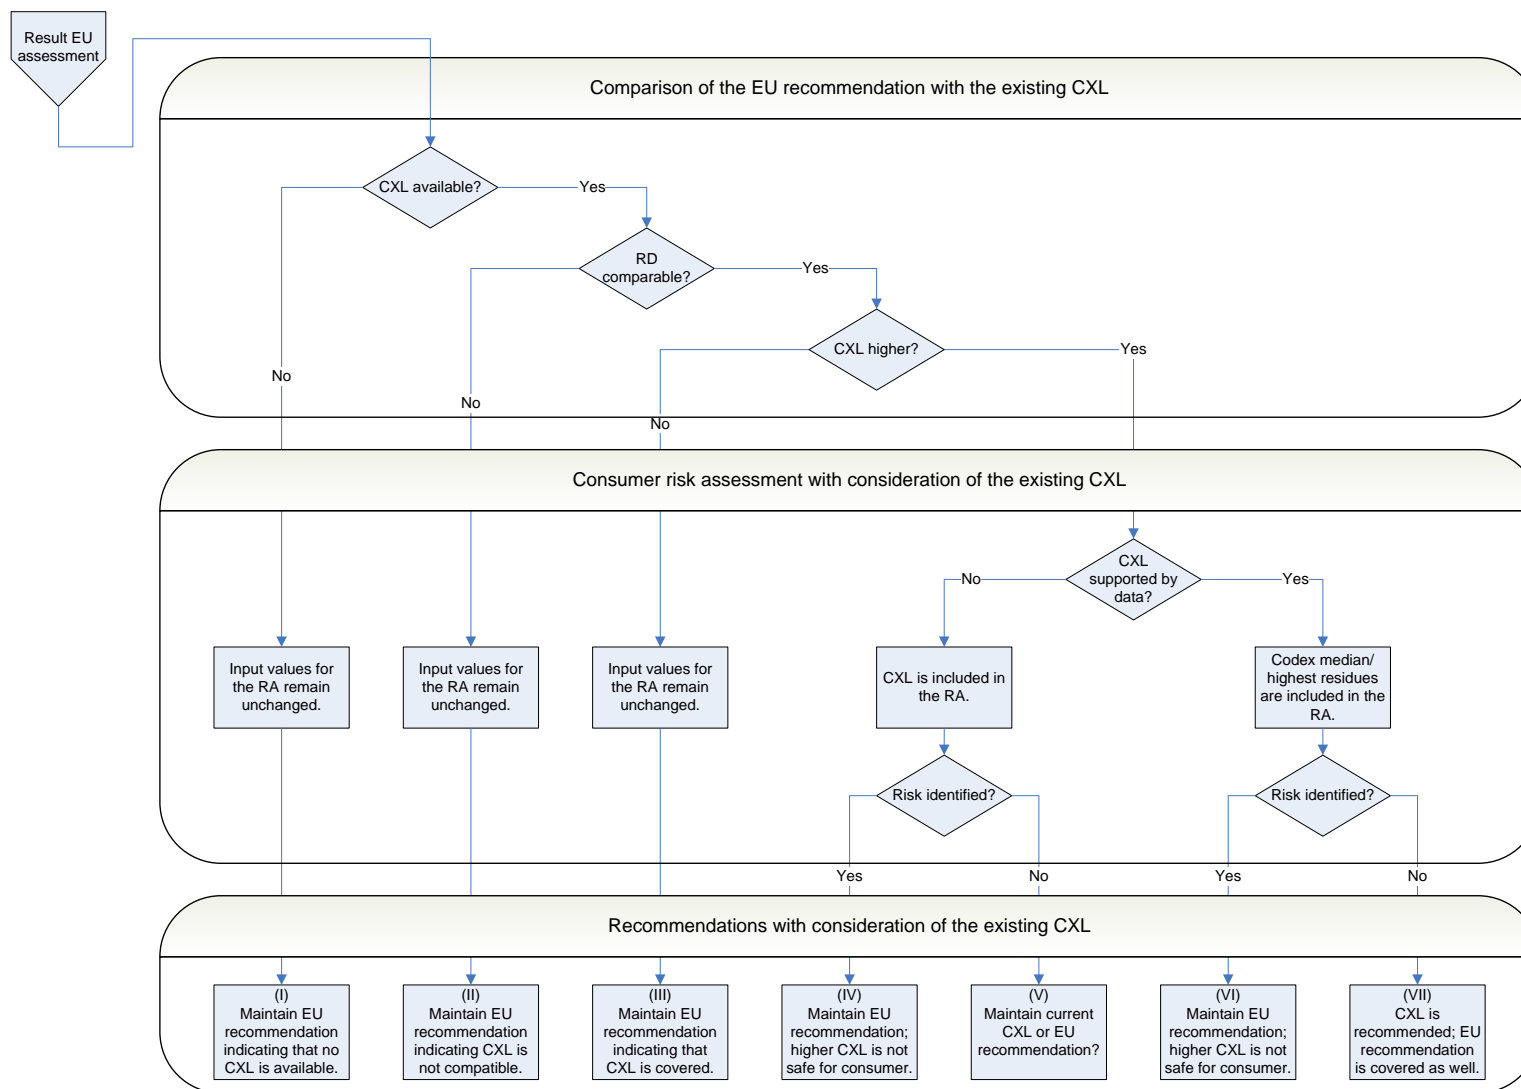 Result EU
assessment
Comparison of the EU recommendation with the existing CXL
CXL available?
Yes
RD
comparable?
Yes
CXL higher?
Yes
No
No
No
Consumer risk assessment with consideration of the existing CXL
CXL
supported by
data?
No
Yes
Input values for
the RA remain
unchanged.
Input values for
the RA remain
unchanged.
Input values for
the RA remain
unchanged.
CXL is included in
the RA.
Codex median/
highest residues
are included in the
RA.
Risk identified?
Risk identified?
Yes
No
Yes
No
Recommendations with consideration of the existing CXL
(I)
Maintain EU
recommendation
indicating that no
CXL is available.
(II)
Maintain EU
recommendation
indicating CXL is
not compatible.
(III)
Maintain EU
recommendation
indicating that
CXL is covered.
(IV)
Maintain EU
recommendation;
higher CXL is not
safe for consumer.
(V)
Maintain current
CXL or EU
recommendation?
(VI)
Maintain EU
recommendation;
higher CXL is not
safe for consumer.
(VII)
CXL is
recommended; EU
recommendation
is covered as well.